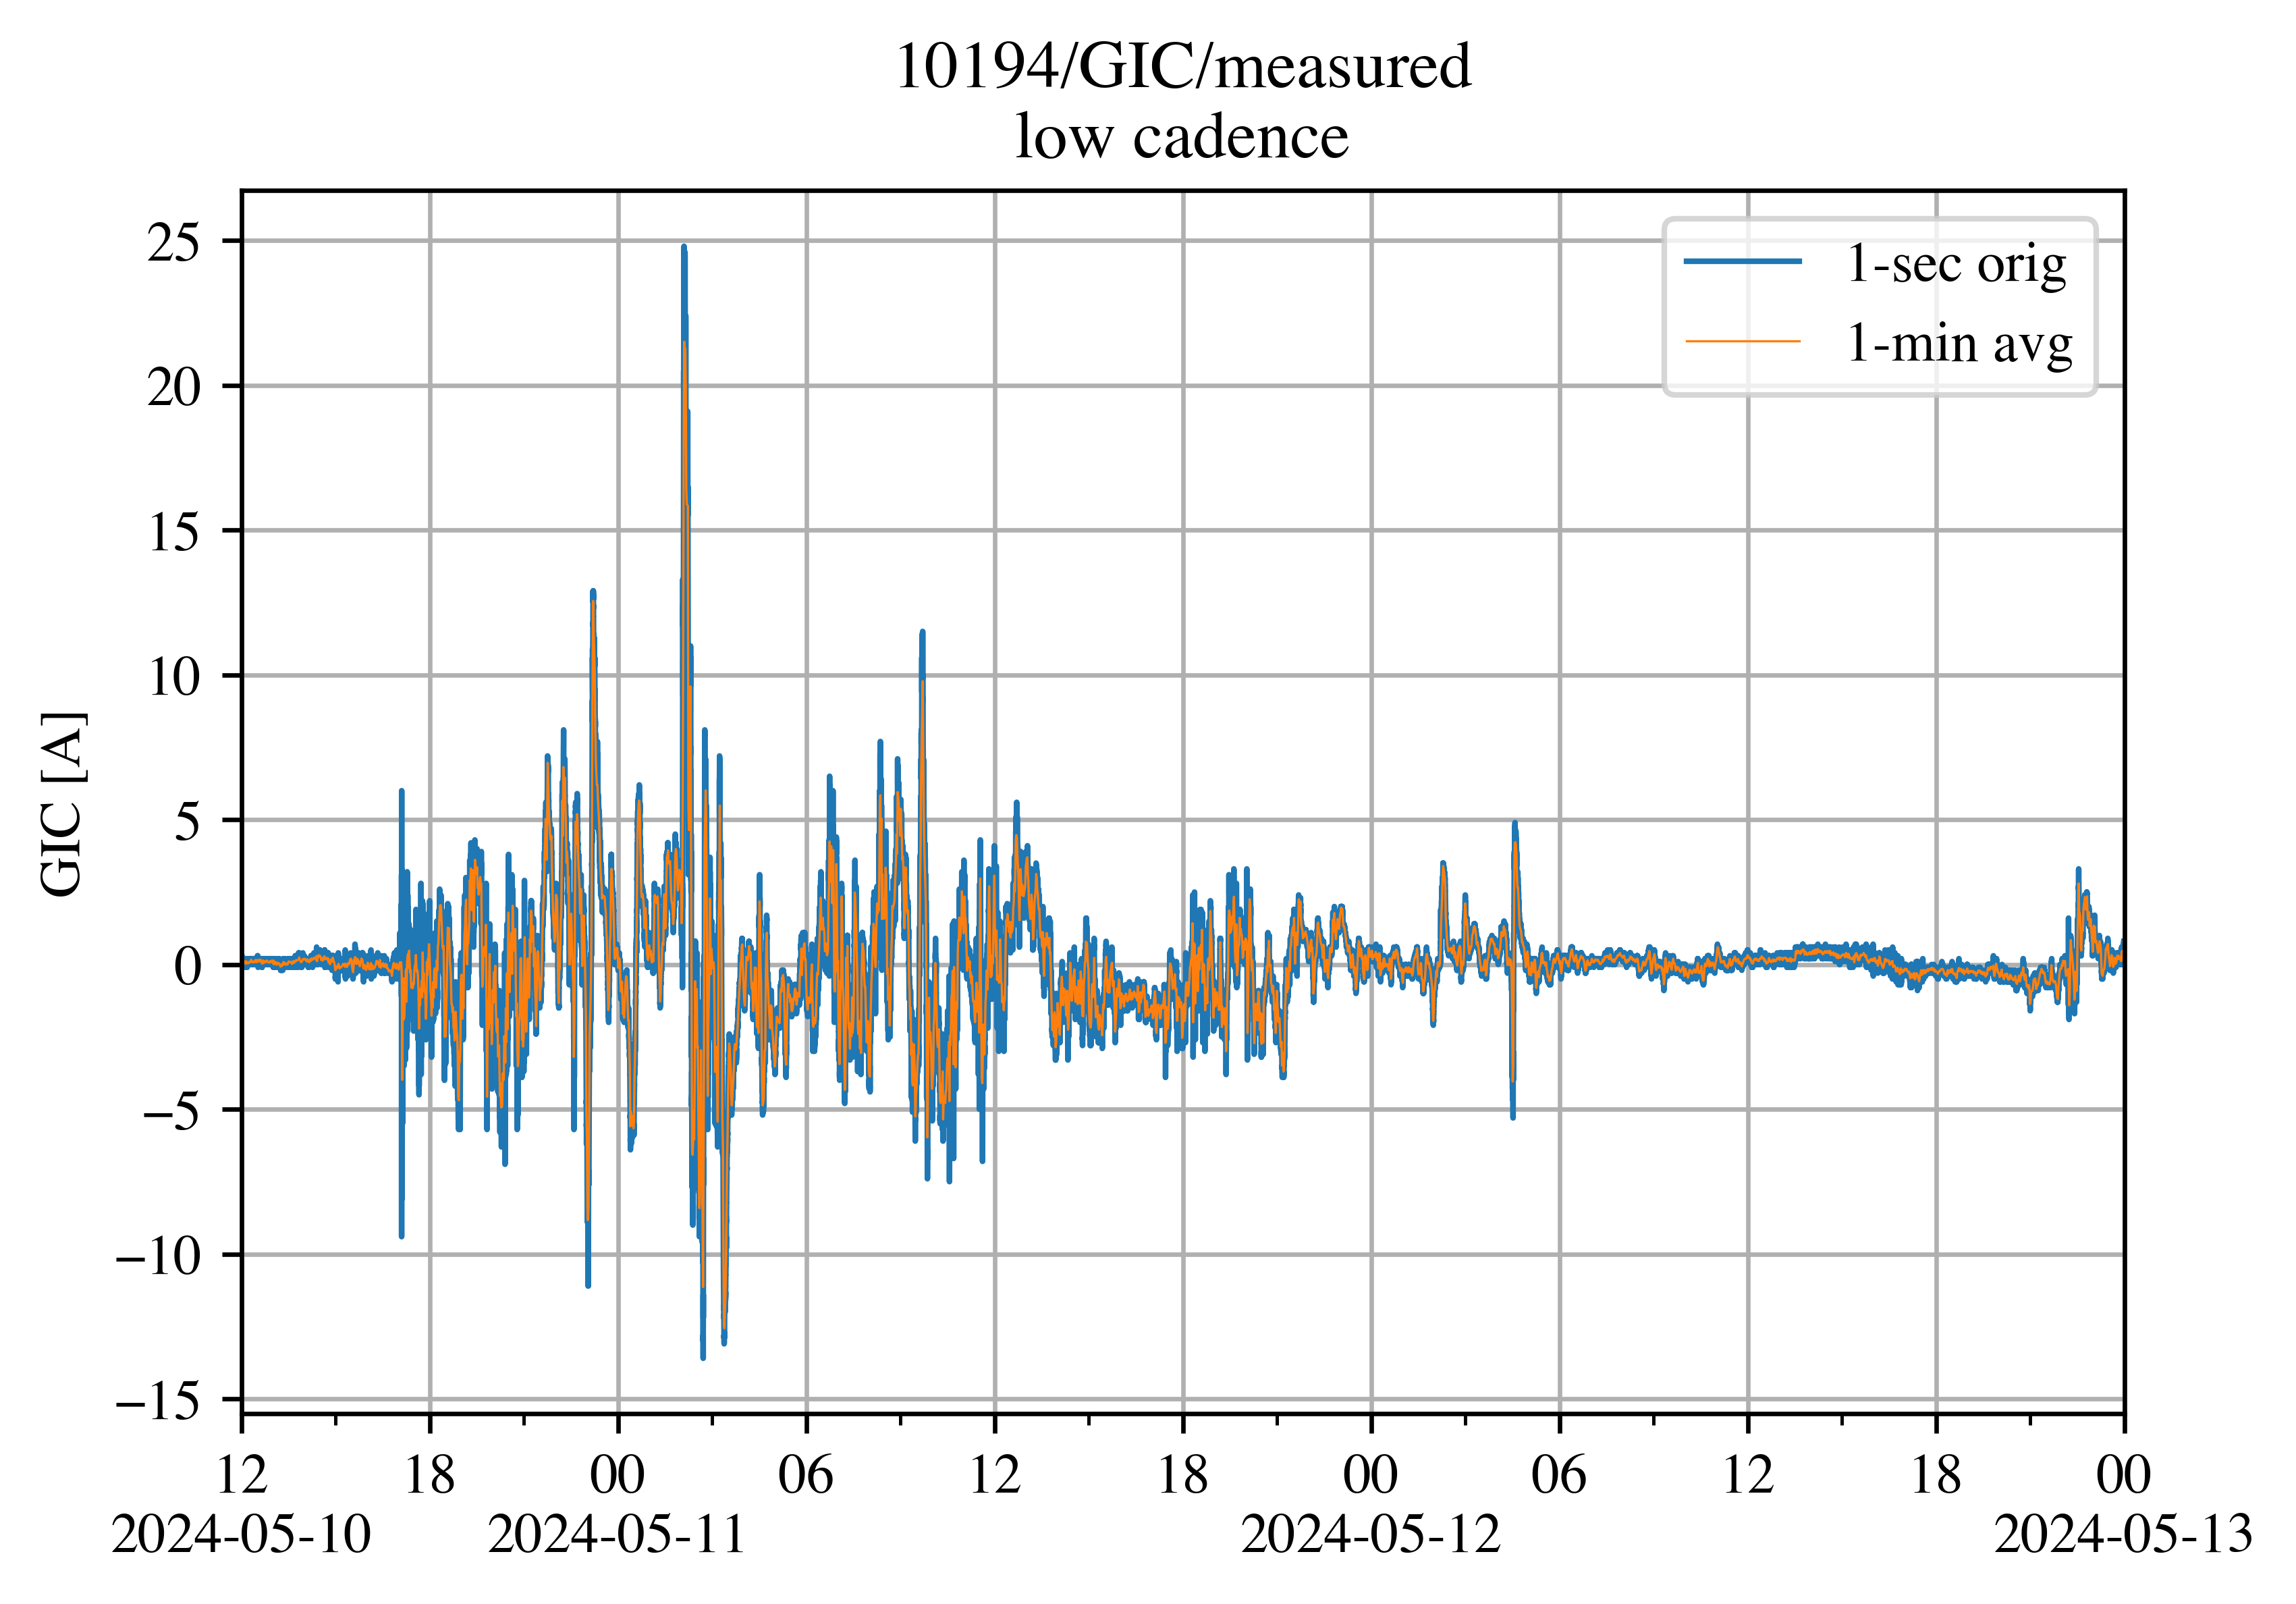 10194/GIC/measured
low cadence
1-sec orig
1-min avg
GIC [A]
25
20
15
10
5
0
−5
−10
−15
12 18 00 06 12 18 00 06 12 18 00
2024-05-10 2024-05-11 2024-05-12 2024-05-13